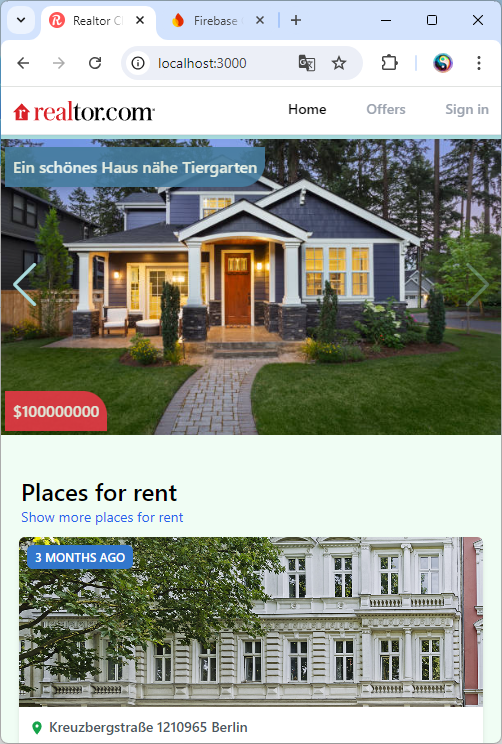 Realtor Cl
Firebase
localhost:3000
realtor.com
Home
Offers
Sign in
Ein schönes Haus nähe Tiergarten
$100000000
Places for rent
Show more places for rent
3 MONTHS AGO
Kreuzbergstraße 1210965 Berlin